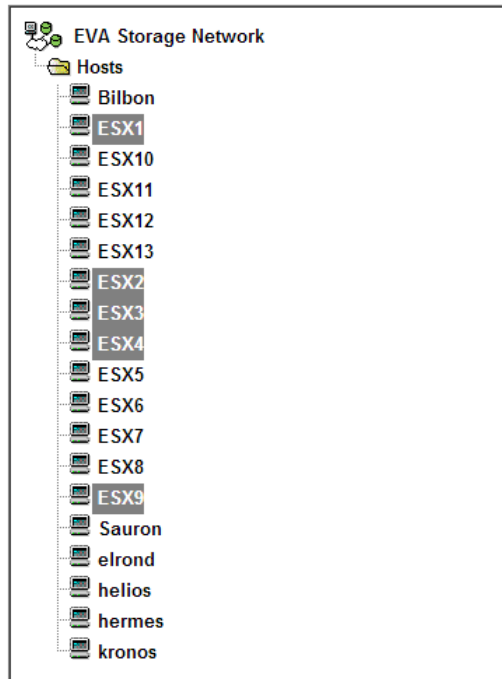 EVA Storage Network
Hosts
Bilbon
ESX1
ESX10
ESX11
ESX12
ESX13
ESX2
ESX3
ESX4
ESX5
ESX6
ESX7
ESX8
ESX9
Sauron
elrond
helios
hermes
kronos